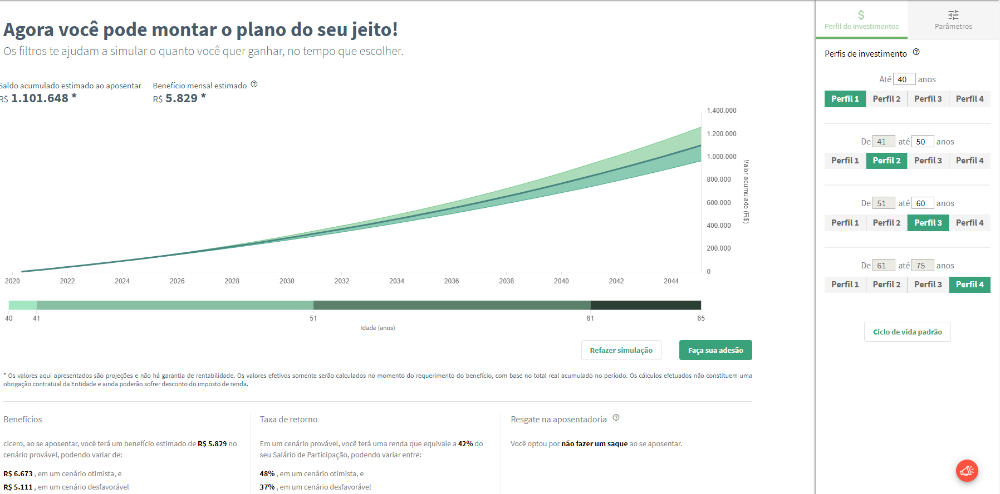 Agora você pode montar o plano do seu jeito!
Os filtros te ajudam a simular o quanto você quer ganhar, no tempo que escolher.
Saldo acumulado estimado ao aposentar
R$ 1.101.648 *
Benefício mensal estimado ?
R$ 5.829 *
1.400.000
1.200.000
1.000.000
800.000
600.000
400.000
200.000
0
Valor acumulado (R$)
2020 2022 2024 2026 2028 2030 2032 2034 2036 2038 2040 2042 2044
40 41 51 61 65
Idade (anos)
Refazer simulação
Faça sua adesão
* Os valores aqui apresentados são projeções e não há garantia de rentabilidade. Os valores efetivos somente serão calculados no momento do requerimento do benefício, com base no total real acumulado no período. Os cálculos efetuados não constituem uma
obrigação contratual da Entidade e ainda poderão sofrer desconto do imposto de renda.
Benefícios
cicero, ao se aposentar, você terá um benefício estimado de R$ 5.829 no
cenário provável, podendo variar de:
R$ 6.673 , em um cenário otimista, e
R$ 5.111 , em um cenário desfavorável
Taxa de retorno
Em um cenário provável, você terá uma renda que equivale a 42% do
seu Salário de Participação, podendo variar entre:
48% , em um cenário otimista, e
37% , em um cenário desfavorável
Resgate na aposentadoria ?
Você optou por não fazer um saque ao se aposentar.
$
Perfil de investimentos
Parâmetros
Perfis de investimento ?
Até 40 anos
Perfil 1 Perfil 2 Perfil 3 Perfil 4
De 41 até 50 anos
Perfil 1 Perfil 2 Perfil 3 Perfil 4
De 51 até 60 anos
Perfil 1 Perfil 2 Perfil 3 Perfil 4
De 61 até 75 anos
Perfil 1 Perfil 2 Perfil 3 Perfil 4
Ciclo de vida padrão